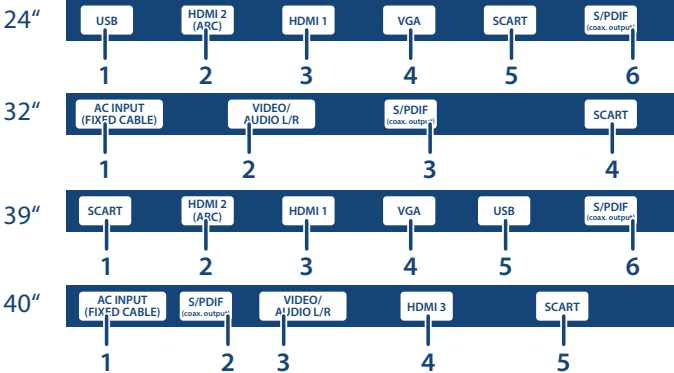 24“ USB HDMI 2 (ARC) HDMI 1 VGA SCART S/PDIF (coax. output)
1 2 3 4 5 6
32“ AC INPUT (FIXED CABLE) VIDEO/ AUDIO L/R S/PDIF (coax. output) SCART
1 2 3 4
39“ SCART HDMI 2 (ARC) HDMI 1 VGA USB S/PDIF (coax. output)
1 2 3 4 5 6
40“ AC INPUT (FIXED CABLE) S/PDIF (coax. output) VIDEO/ AUDIO L/R HDMI 3 SCART
1 2 3 4 5